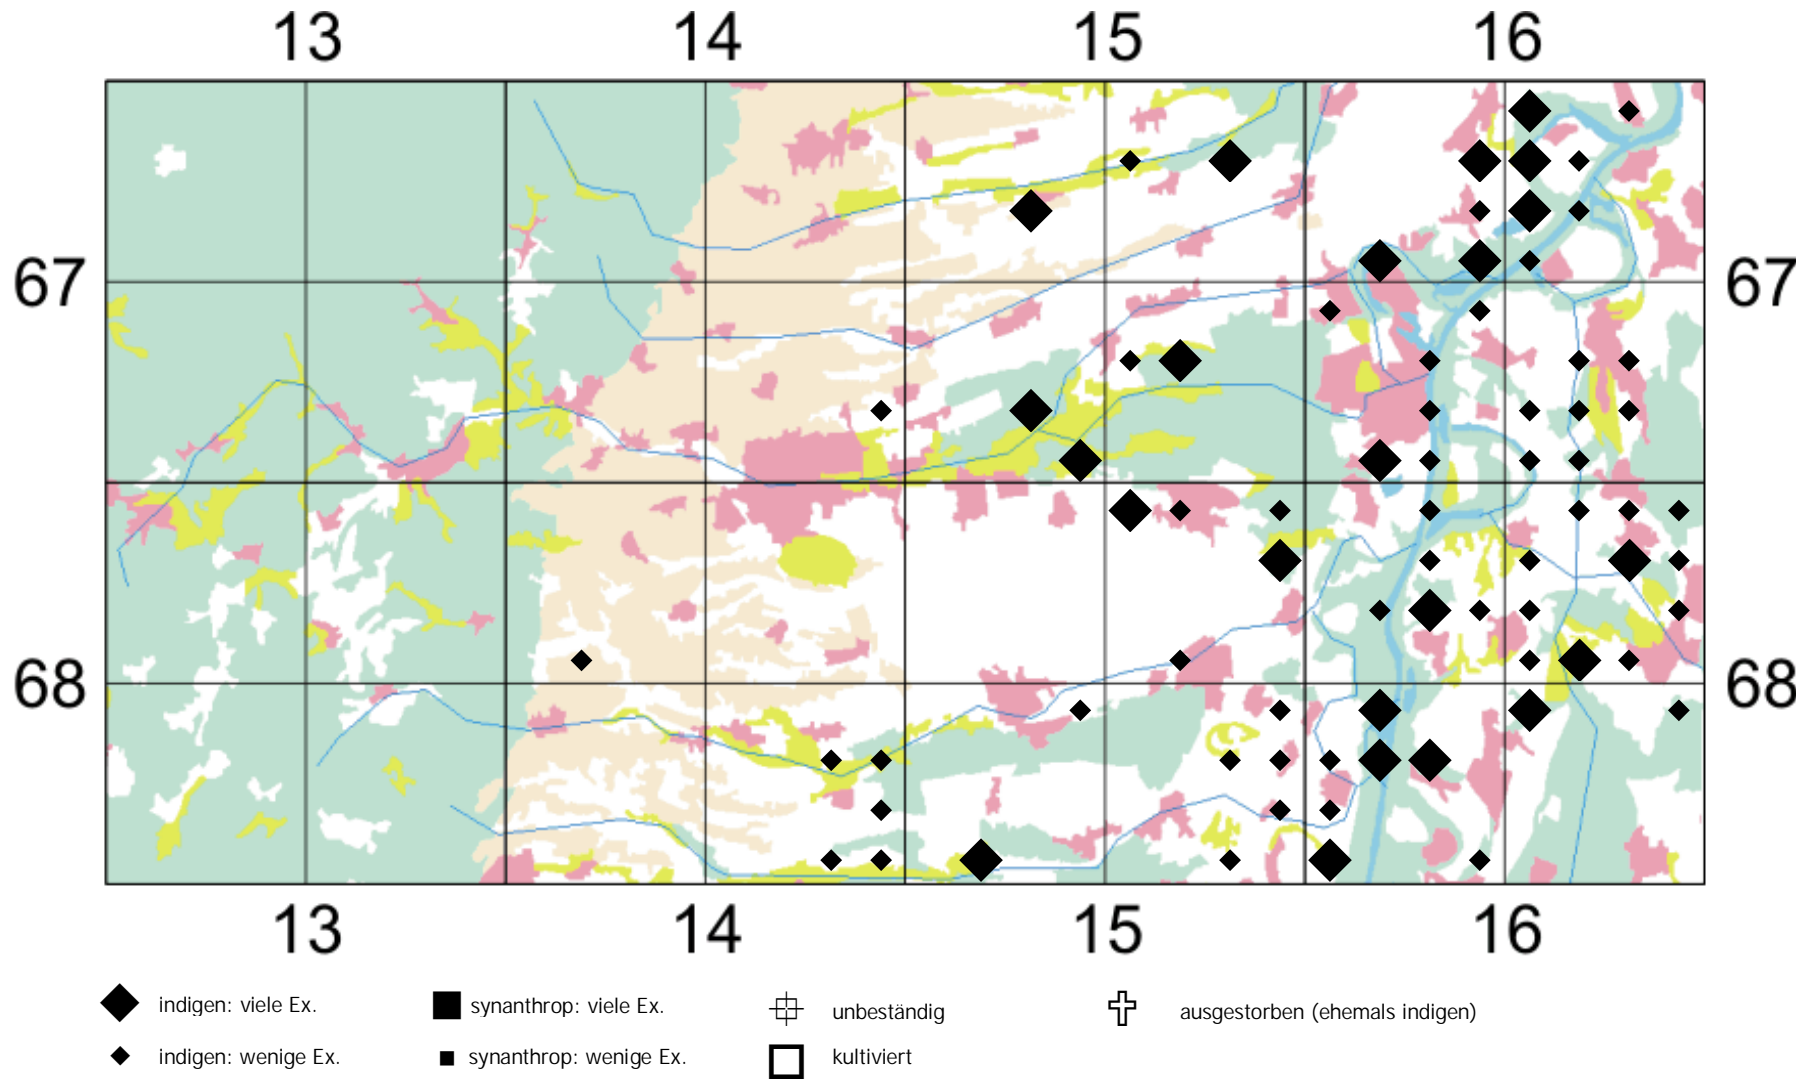 13 14 15 16
67 67
68 68
13 14 15 16
indigen: viele Ex. synanthrop: viele Ex. unbeständig ausgestorben (ehemals indigen)
indigen: wenige Ex. synanthrop: wenige Ex. kultiviert